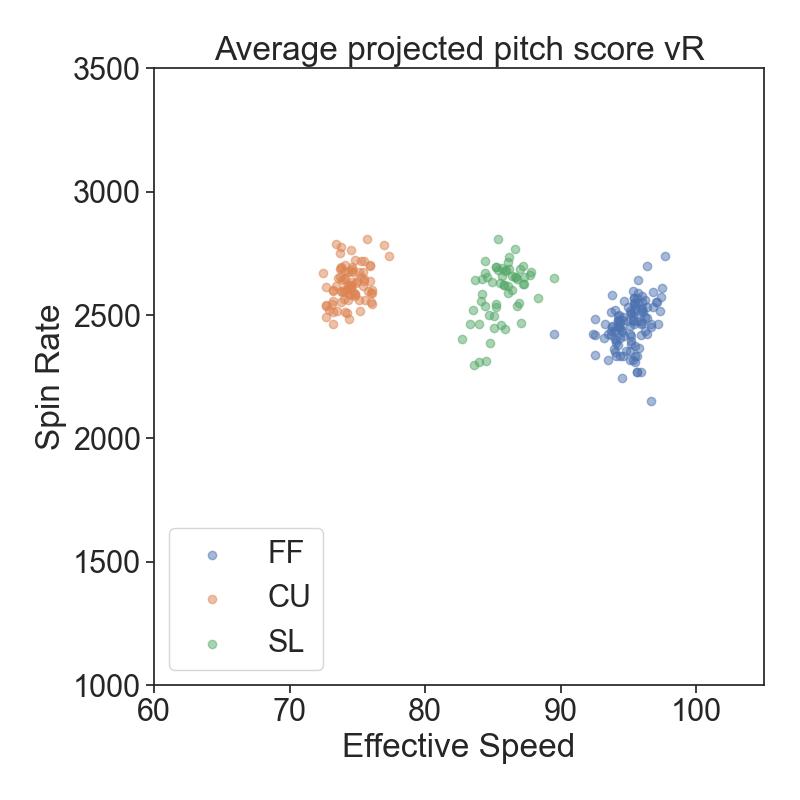 Average projected pitch score vR
3500
3000
2500
2000
1500
1000
Spin Rate
FF
CU
SL
60 70 80 90 100
Effective Speed